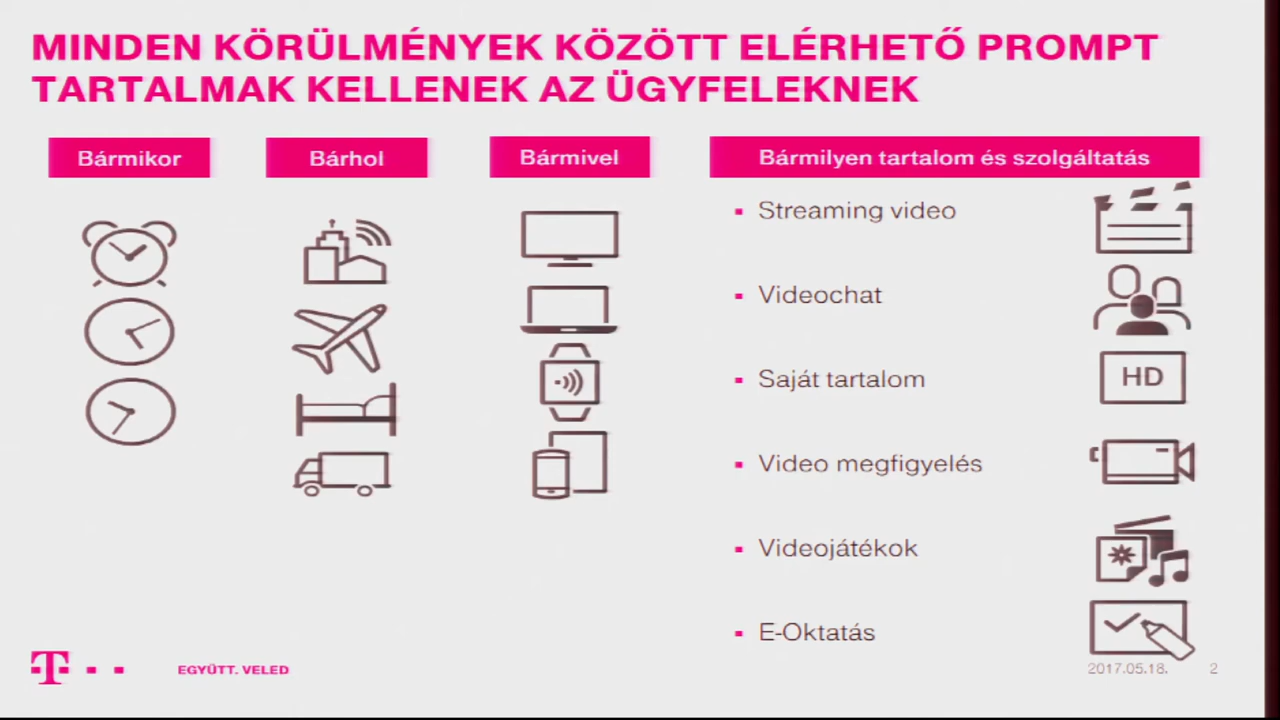 MINDEN KÖRÜLMÉNYEK KÖZÖTT ELÉRHETŐ PROMPT
TARTALMAK KELLENEK AZ ÜGYFELEKNEK
Bármikor
Bárhol
Bármivel
Bármilyen tartalom és szolgáltatás
Streaming video
Videochat
Saját tartalom
HD
Video megfigyelés
Videojátékok
E-Oktatás
T
EGYÜTT. VELED
2017.05.18.
2